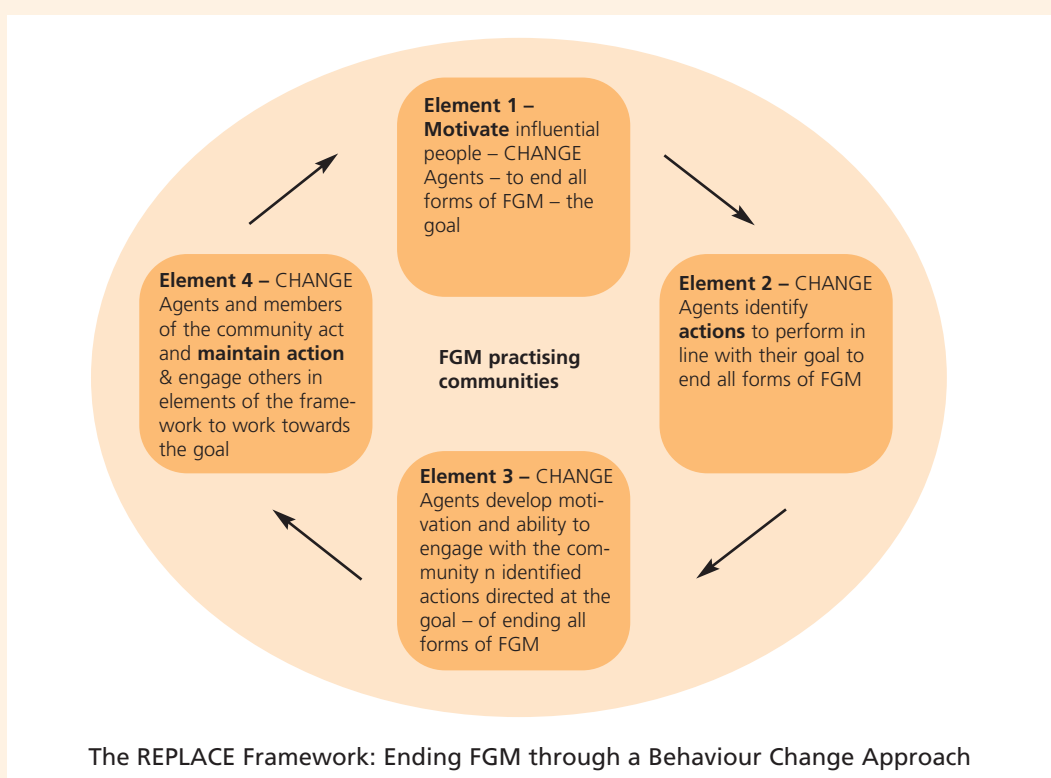 Element 1 –
Motivate influential
people – CHANGE
Agents – to end all
forms of FGM – the
goal
Element 2 – CHANGE
Agents identify
actions to perform in
line with their goal to
end all forms of FGM
Element 3 – CHANGE
Agents develop moti-
vation and ability to
engage with the com-
munity n identified
actions directed at the
goal – of ending all
forms of FGM
Element 4 – CHANGE
Agents and members
of the community act
and maintain action
& engage others in
elements of the frame-
work to work towards
the goal
FGM practising
communities
The REPLACE Framework: Ending FGM through a Behaviour Change Approach